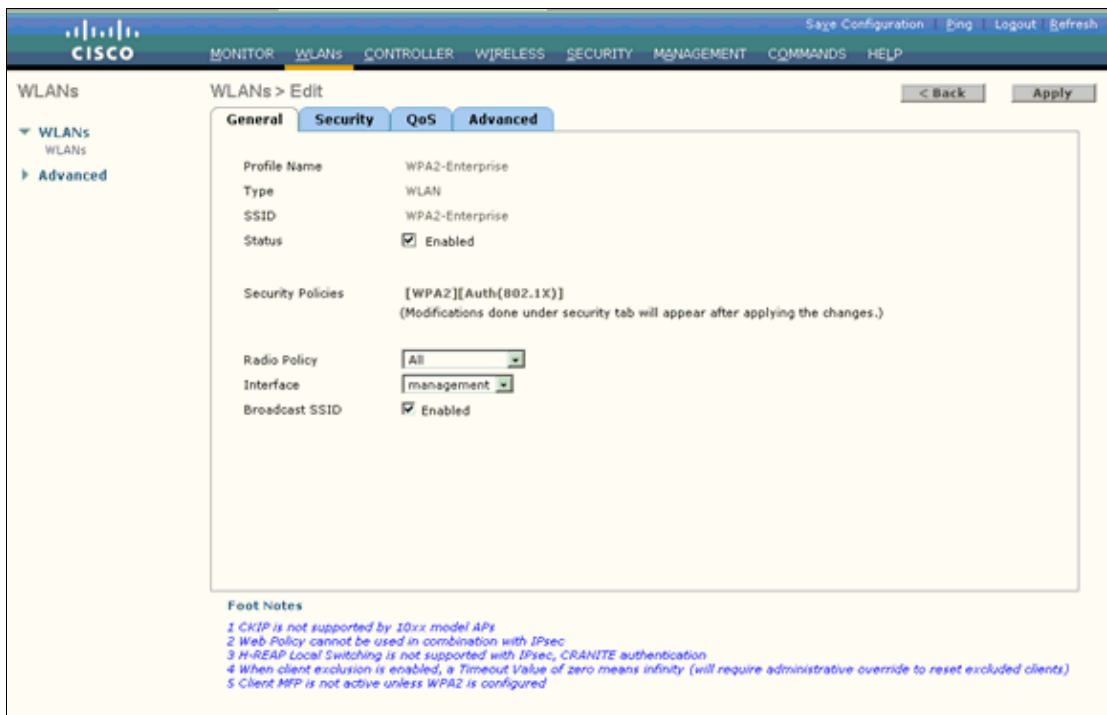 Save Configuration | Ping | Logout | Refresh
CISCO
MONITOR WLANs CONTROLLER WIRELESS SECURITY MANAGEMENT COMMANDS HELP
WLANs
WLANs > Edit
< Back Apply
General Security QoS Advanced
WLANs
WLANs
Advanced
Profile Name WPA2-Enterprise
Type WLAN
SSID WPA2-Enterprise
Status Enabled
Security Policies [WPA2][Auth(802.1X)]
(Modifications done under security tab will appear after applying the changes.)
Radio Policy All
Interface management
Broadcast SSID Enabled
Foot Notes
1 CKIP is not supported by 10xx model APs
2 Web Policy cannot be used in combination with IPsec
3 H-REAP Local Switching is not supported with IPsec, CRANITE authentication
4 When client exclusion is enabled, a Timeout Value of zero means infinity (will require administrative override to reset excluded clients)
5 Client MFP is not active unless WPA2 is configured